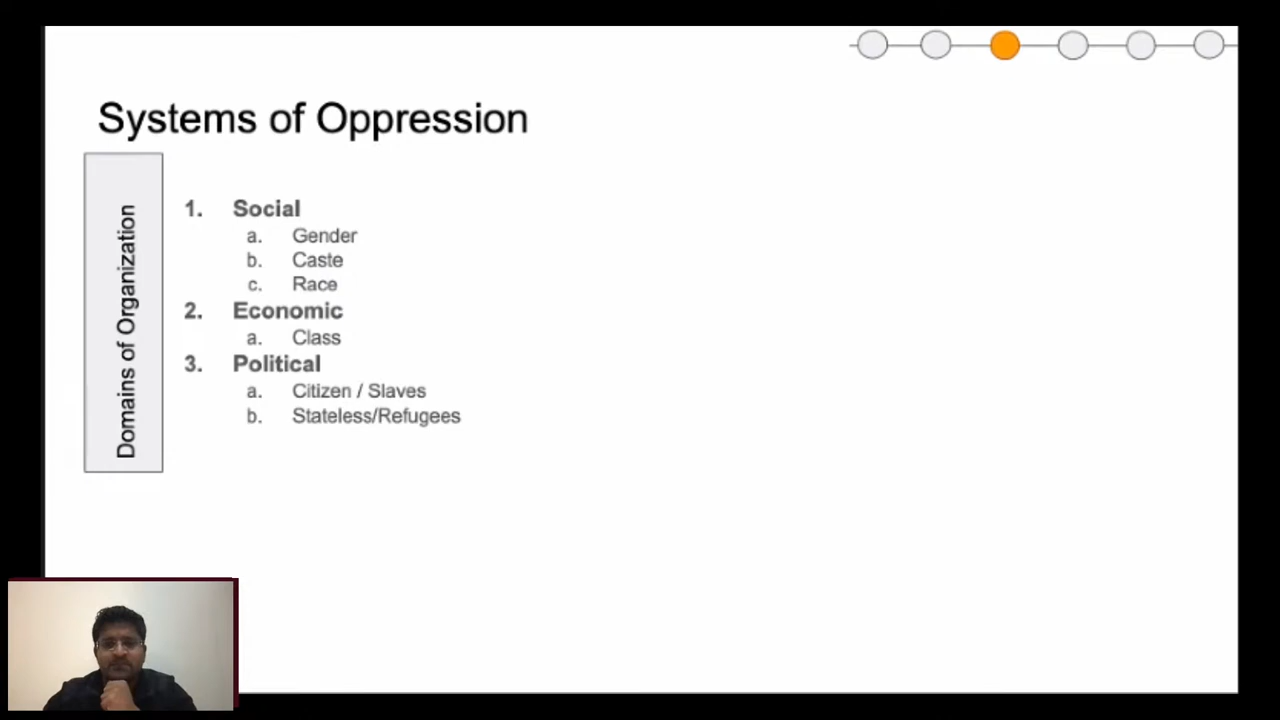 Systems of Oppression
Domains of Organization
1. Social
a. Gender
b. Caste
c. Race
2. Economic
a. Class
3. Political
a. Citizen / Slaves
b. Stateless/Refugees